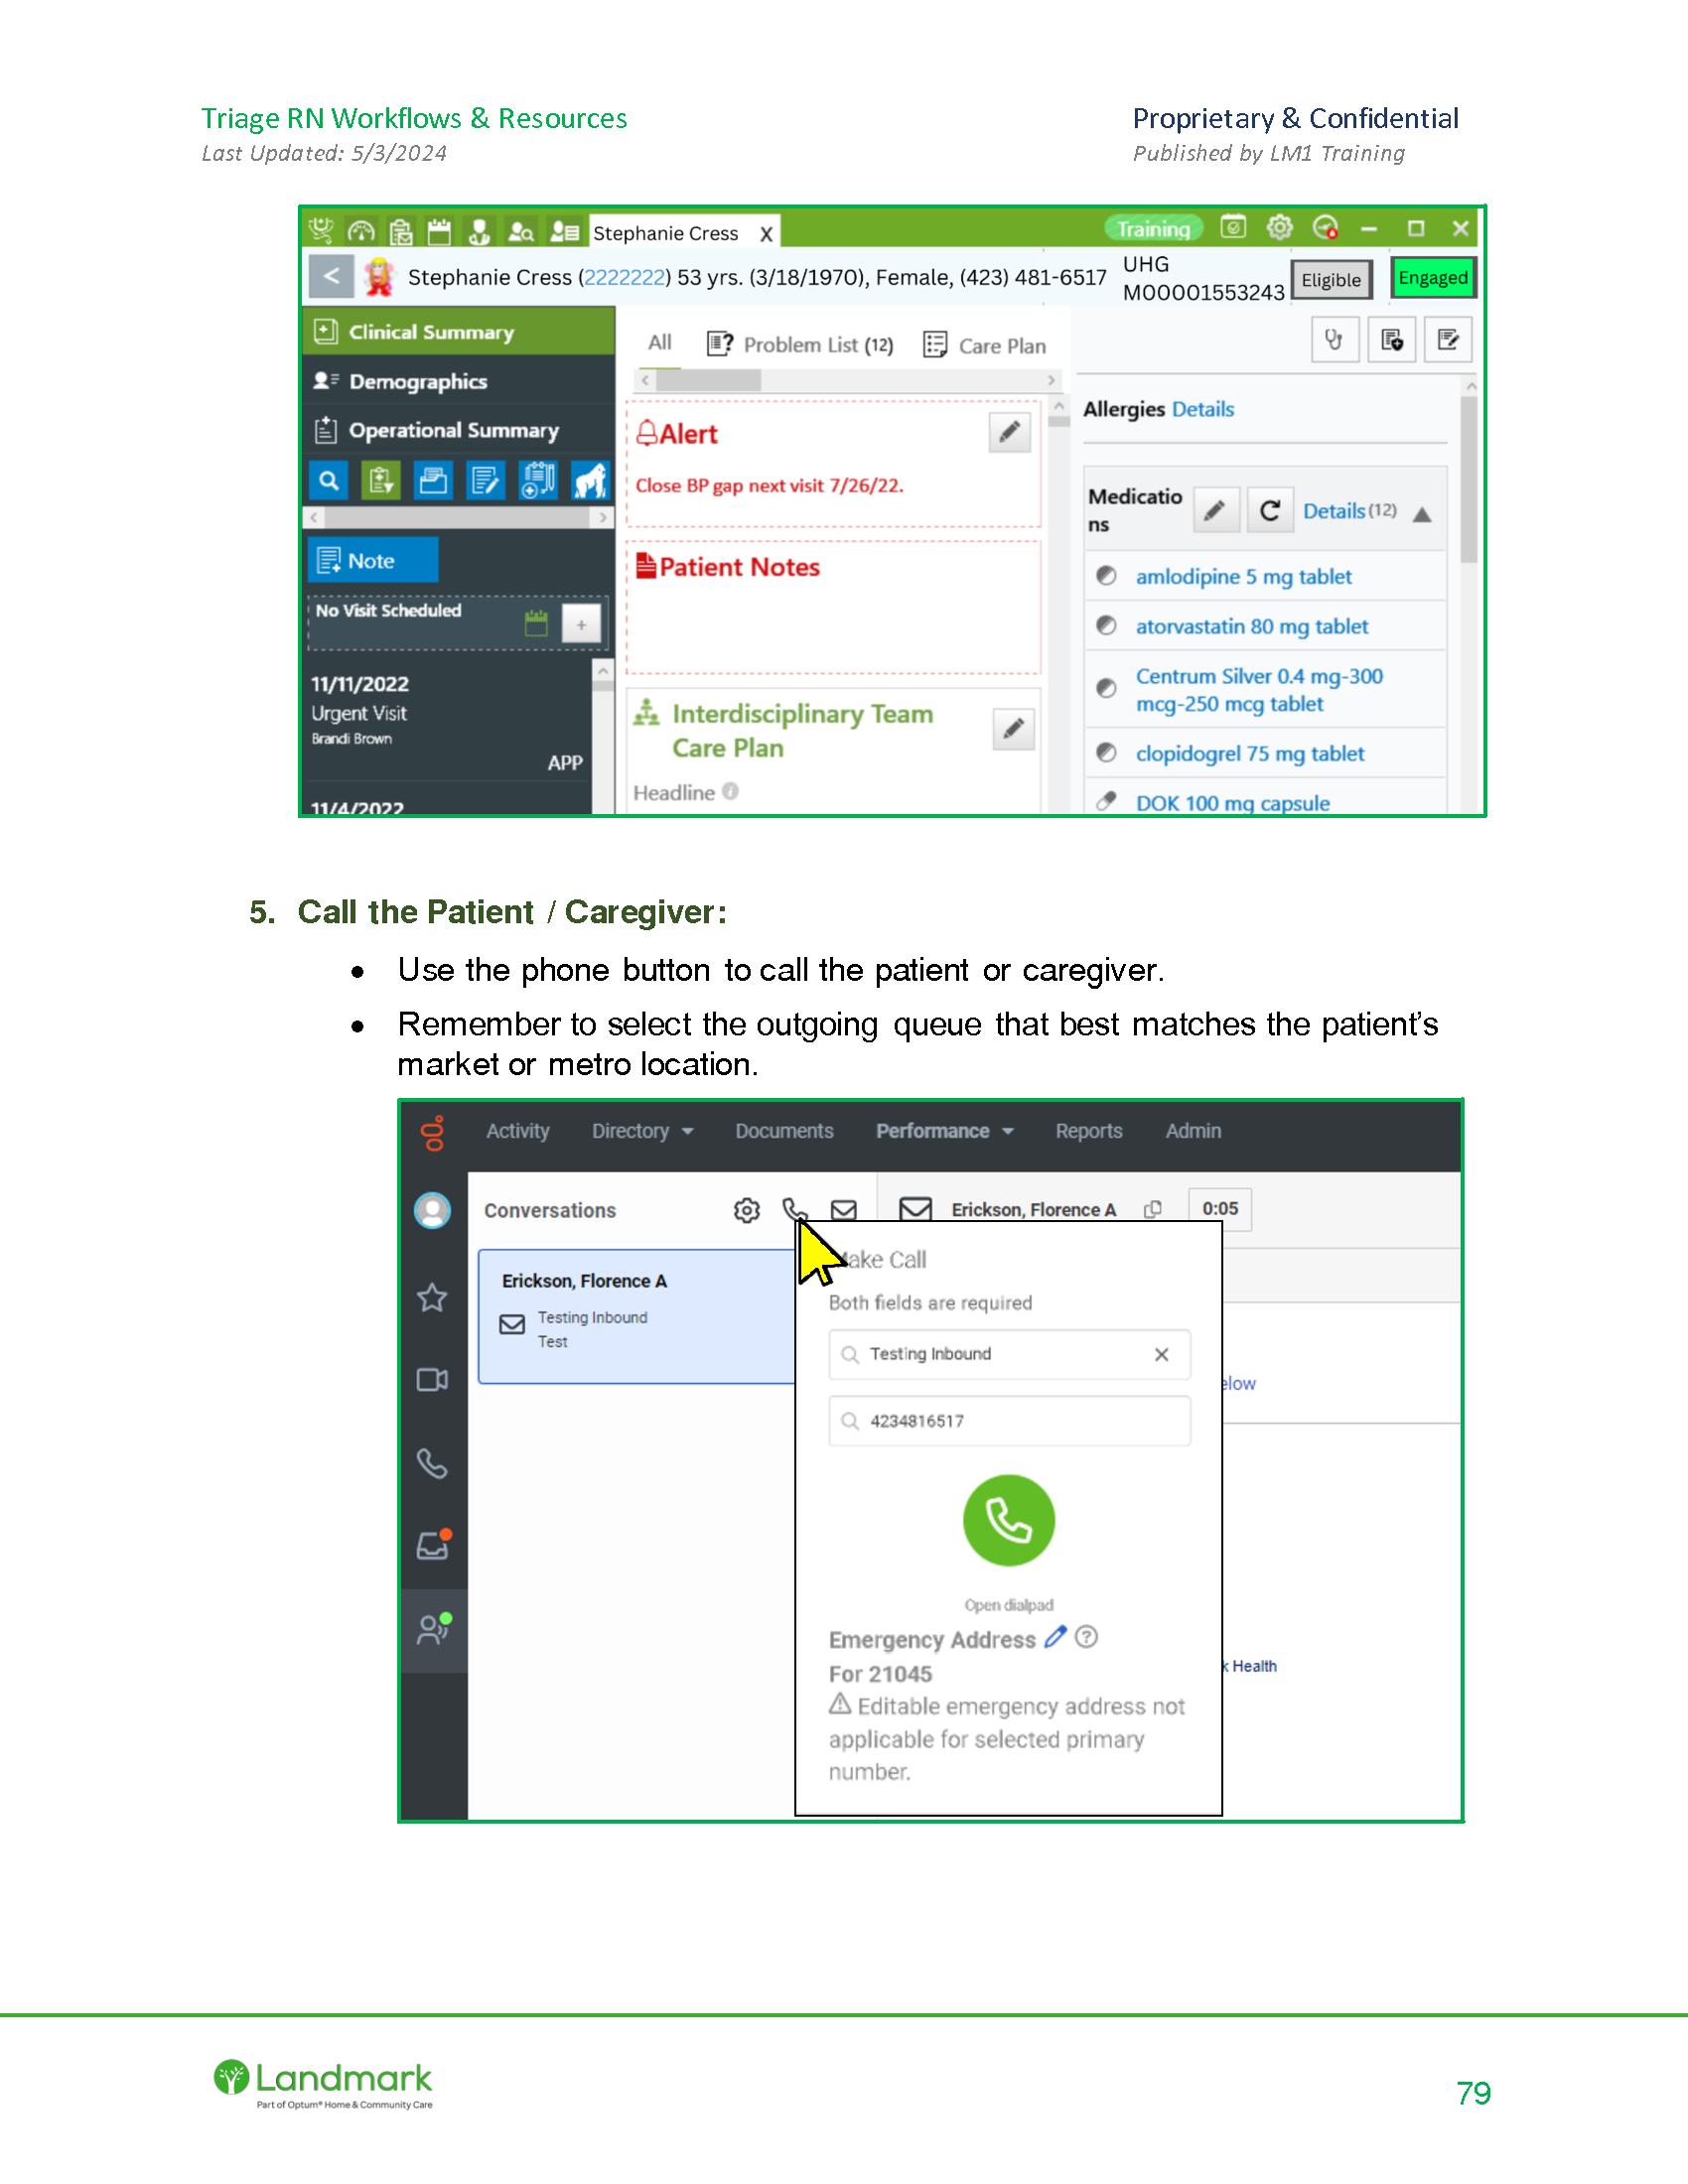 Triage RN Workflows & Resources
Proprietary & Confidential
Last Updated: 5/3/2024
Published by LM1 Training
Stephanie Cress X
Training
Stephanie Cress (2222222) 53 yrs. (3/18/1970), Female, (423) 481-6517
UHG
M00001553243
Eligible
Engaged
Clinical Summary
Demographics
Operational Summary
Note
No Visit Scheduled
11/11/2022
Urgent Visit
Brandi Brown
APP
11/4/2022
All Problem List (12) Care Plan
Alert
Close BP gap next visit 7/26/22.
Patient Notes
Interdisciplinary Team
Care Plan
Headline
Allergies Details
Medicatio
ns
Details (12)
amlodipine 5 mg tablet
atorvastatin 80 mg tablet
Centrum Silver 0.4 mg-300
mcg-250 mcg tablet
clopidogrel 75 mg tablet
DOK 100 mg capsule
5. Call the Patient / Caregiver:
• Use the phone button to call the patient or caregiver.
• Remember to select the outgoing queue that best matches the patient’s
market or metro location.
Activity Directory Documents Performance Reports Admin
Conversations
Erickson, Florence A
0:05
Erickson, Florence A
Testing Inbound
Test
ake Call
Both fields are required
Testing Inbound
4234816517
Open dialpad
Emergency Address
For 21045
Editable emergency address not
applicable for selected primary
number.
elow
k Health
Landmark
Part of Optum® Home & Community Care
79